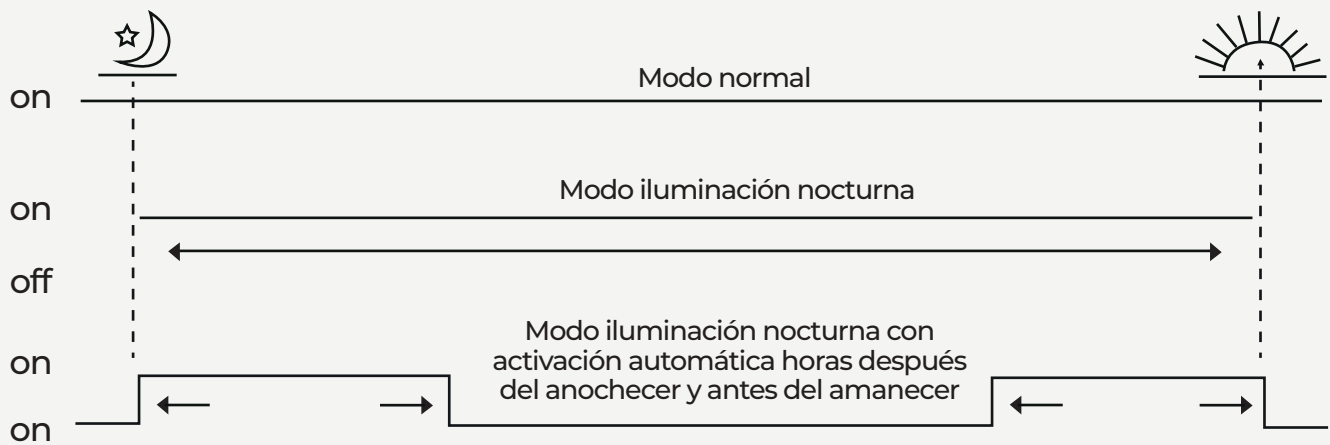 on
Modo normal
on
Modo iluminación nocturna
off
on
Modo iluminación nocturna con
activación automática horas después
del anochecer y antes del amanecer
on